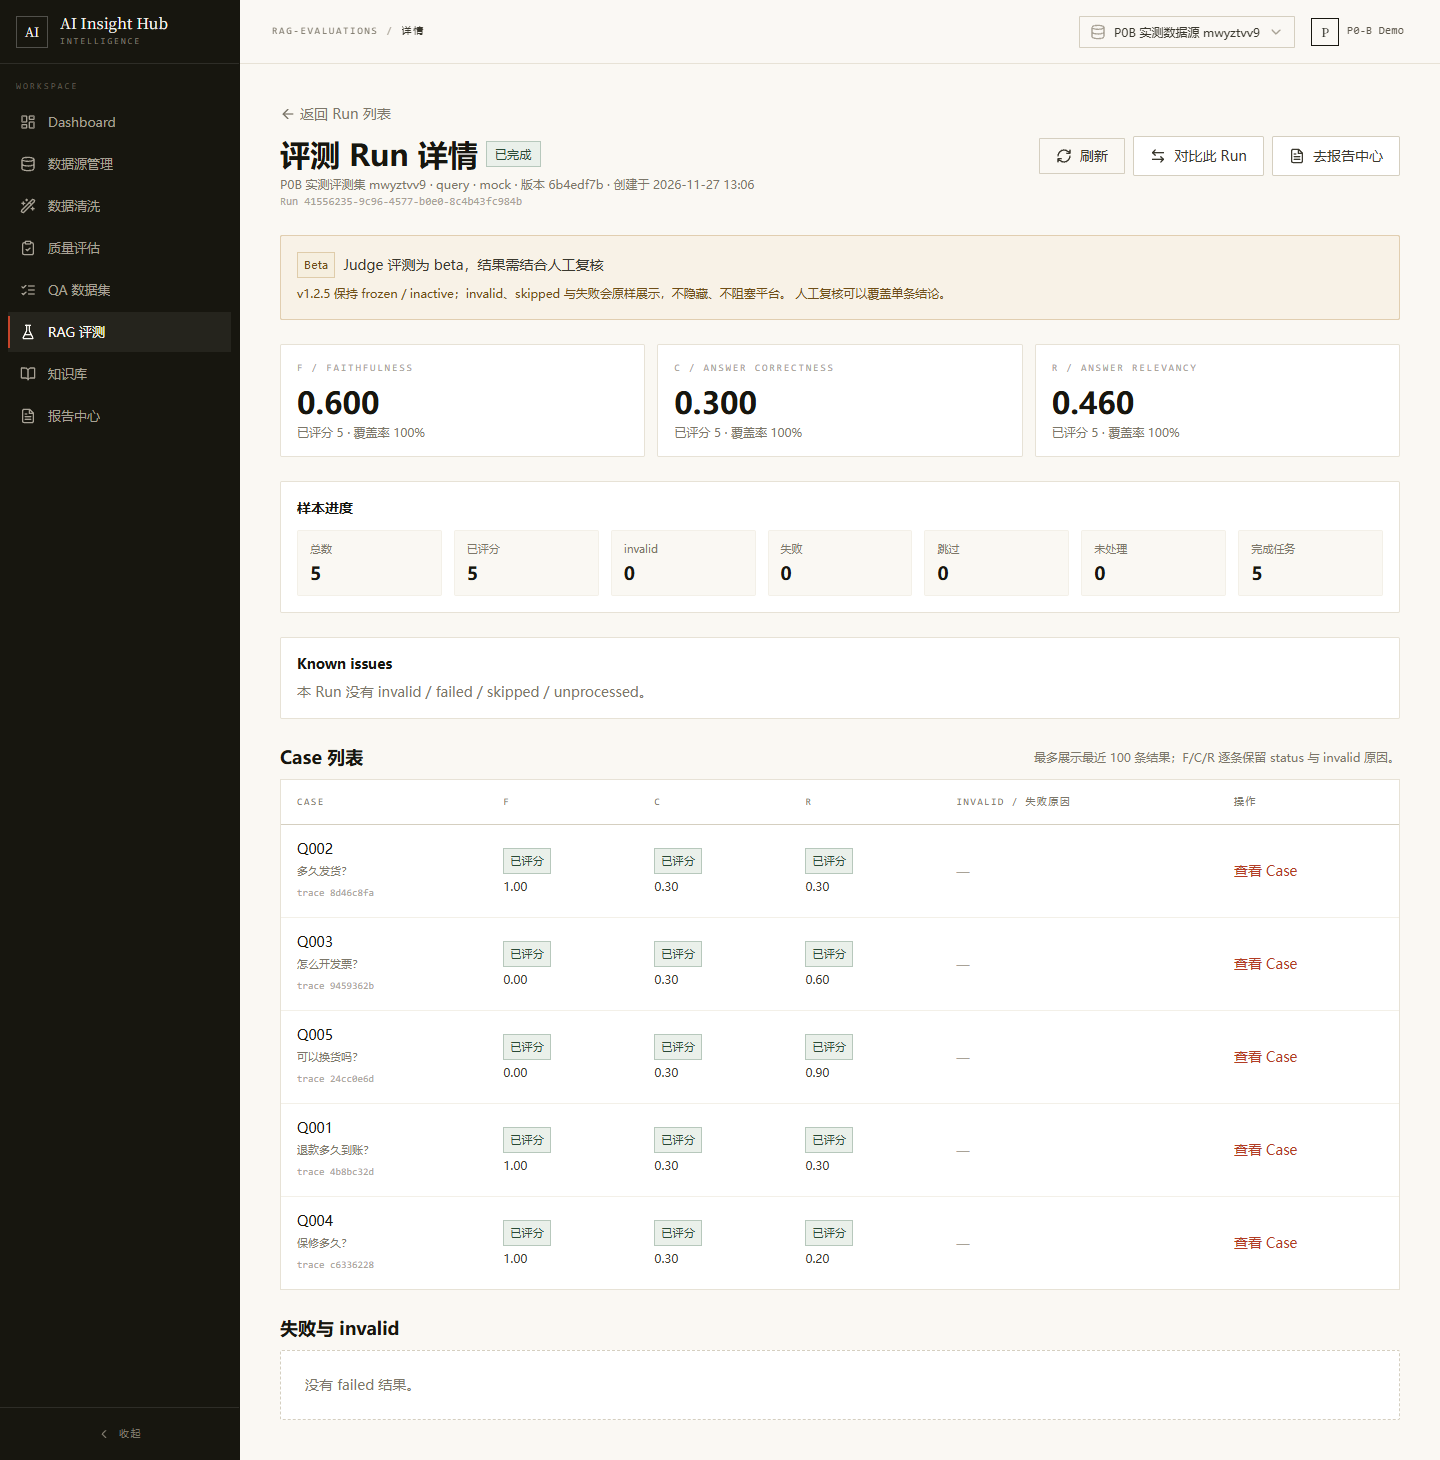 AI
AI Insight Hub
INTELLIGENCE
WORKSPACE
Dashboard
数据源管理
数据清洗
质量评估
QA 数据集
RAG 评测
知识库
报告中心
收起
RAG-EVALUATIONS / 详情
P0B 实测数据源 mwyztvv9
P
P0-B Demo
返回 Run 列表
评测 Run 详情
已完成
P0B 实测评测集 mwyztvv9 · query · mock · 版本 6b4edf7b · 创建于 2026-11-27 13:06
Run 41556235-9c96-4577-b0e0-8c4b43fc984b
刷新
对比此 Run
去报告中心
Beta
Judge 评测为 beta，结果需结合人工复核
v1.2.5 保持 frozen / inactive；invalid、skipped 与失败会原样展示，不隐藏、不阻塞平台。 人工复核可以覆盖单条结论。
F / FAITHFULNESS
0.600
已评分 5 · 覆盖率 100%
C / ANSWER CORRECTNESS
0.300
已评分 5 · 覆盖率 100%
R / ANSWER RELEVANCY
0.460
已评分 5 · 覆盖率 100%
样本进度
总数
5
已评分
5
invalid
0
失败
0
跳过
0
未处理
0
完成任务
5
Known issues
本 Run 没有 invalid / failed / skipped / unprocessed。
Case 列表
最多展示最近 100 条结果；F/C/R 逐条保留 status 与 invalid 原因。
CASE F C R INVALID / 失败原因 操作
Q002
多久发货？
trace 8d46c8fa
已评分 已评分 已评分
1.00 0.30 0.30
—
查看 Case
Q003
怎么开发票？
trace 9459362b
已评分 已评分 已评分
0.00 0.30 0.60
—
查看 Case
Q005
可以换货吗？
trace 24cc0e6d
已评分 已评分 已评分
0.00 0.30 0.90
—
查看 Case
Q001
退款多久到账？
trace 4b8bc32d
已评分 已评分 已评分
1.00 0.30 0.30
—
查看 Case
Q004
保修多久？
trace c6336228
已评分 已评分 已评分
1.00 0.30 0.20
—
查看 Case
失败与 invalid
没有 failed 结果。